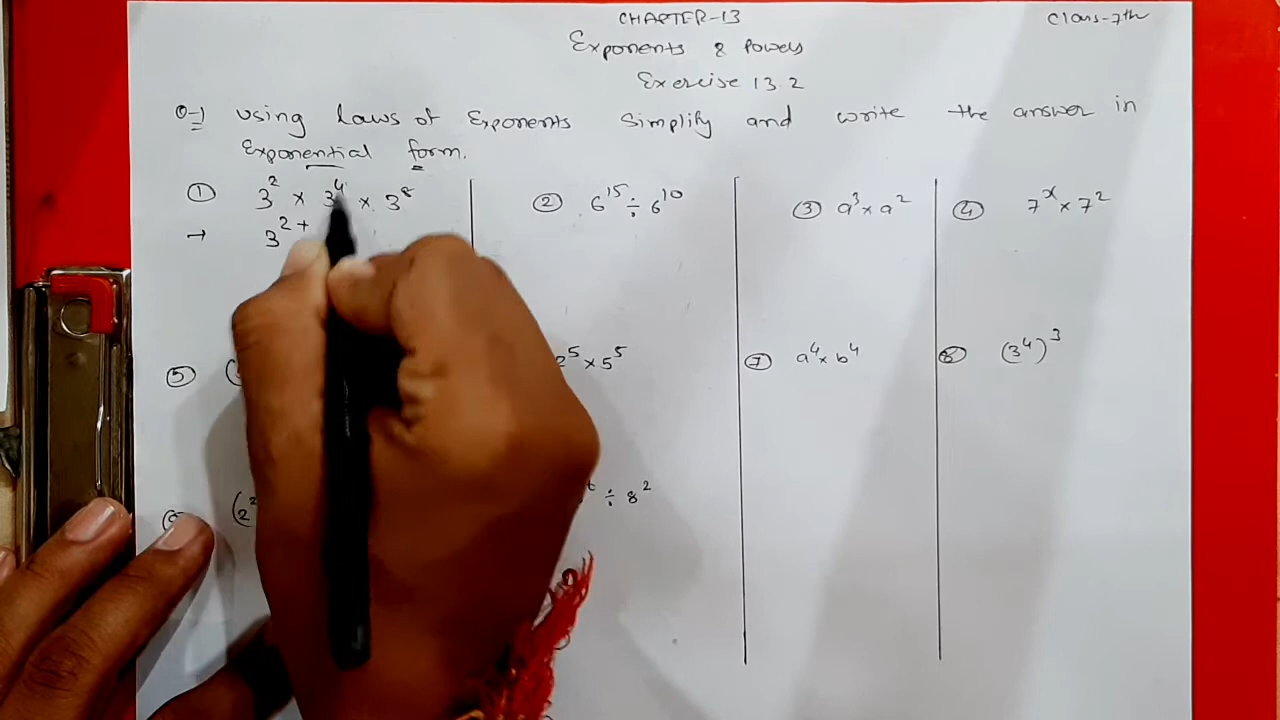 CHAPTER-13
Class-7th
Exponents & Powers
Exercise 13.2
Q-1 Using laws of Exponents simplify and write the answer in
Exponential form.
① 3² × 3⁴ × 3⁸
② 6¹⁵ ÷ 6¹⁰
③ a³ × a²
④ 7ˣ × 7²
→ 3²⁺
⑤ (
2⁵ × 5⁵
⑦ a⁴ × b⁴
⑧ (3⁴)³
(2²
÷ 8²